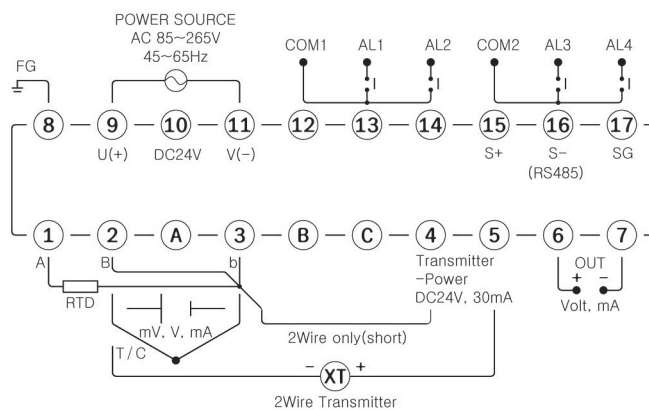 POWER SOURCE
AC 85~265V
45~65Hz
COM1 AL1 AL2 COM2 AL3 AL4
FG
8 9 10 11 12 13 14 15 16 17
U(+) DC24V V(-) S+ S- SG
(RS485)
1 2 A 3 B C 4 5 6 7
A B b
Transmitter
-Power
DC24V, 30mA
OUT
+ -
Volt, mA
RTD
mV, V, mA
2Wire only(short)
T/C
- XT +
2Wire Transmitter